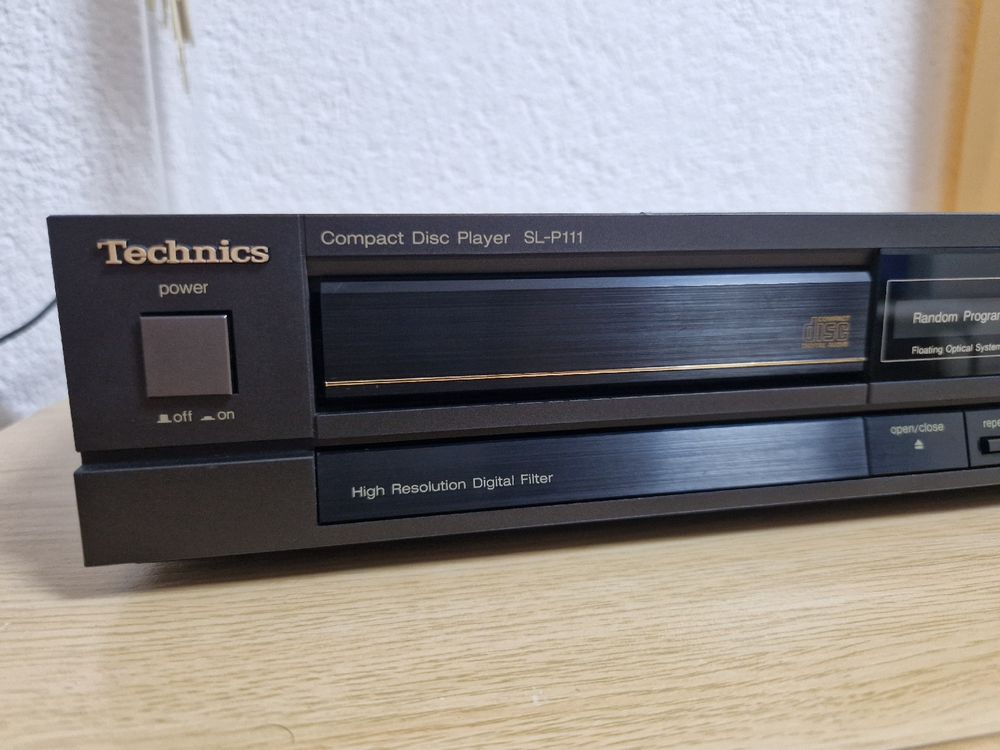 Technics
Compact Disc Player SL-P111
power
off on
COMPACT
disc
DIGITAL AUDIO
Random Program
Floating Optical System
open/close
High Resolution Digital Filter